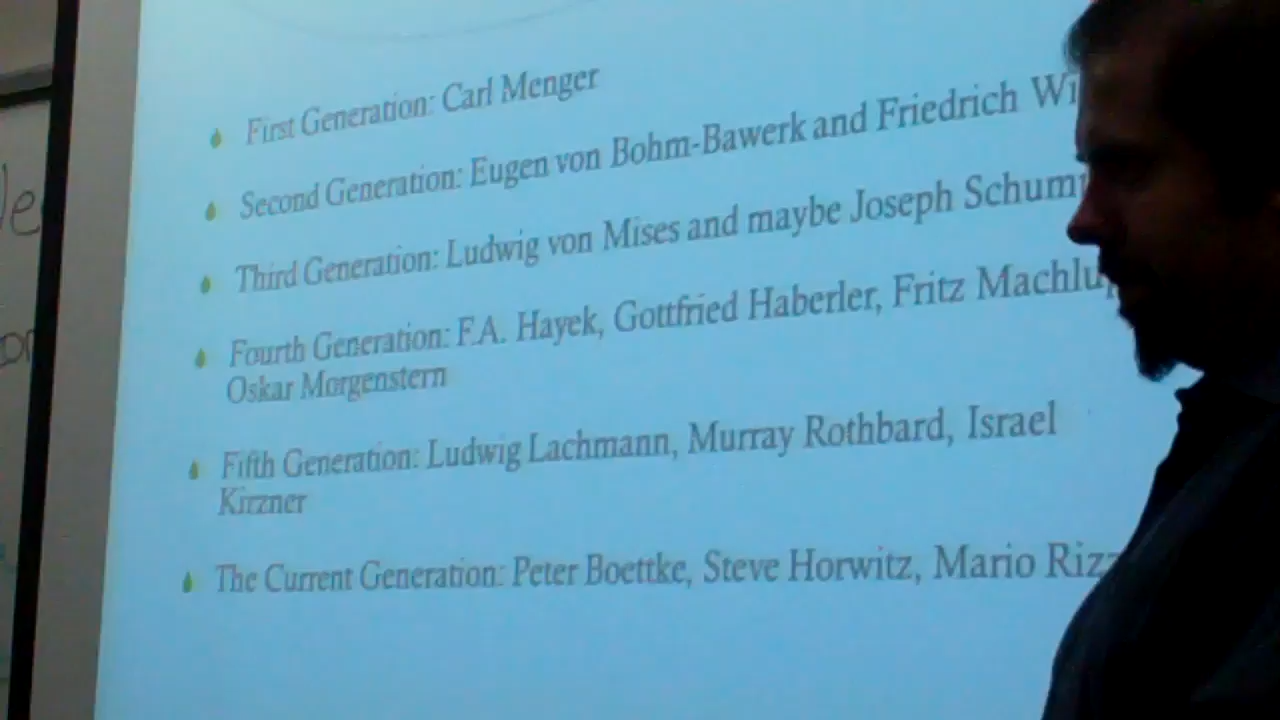 First Generation: Carl Menger
Second Generation: Eugen von Bohm-Bawerk and Friedrich
Third Generation: Ludwig von Mises and maybe Joseph
Fourth Generation: F.A. Hayek, Gottfried Haberler, Fritz
Oskar Morgenstern
Fifth Generation: Ludwig Lachmann, Murray Rothbard, Israel
Kirzner
The Current Generation: Peter Boettke, Steve Horwitz, Mario